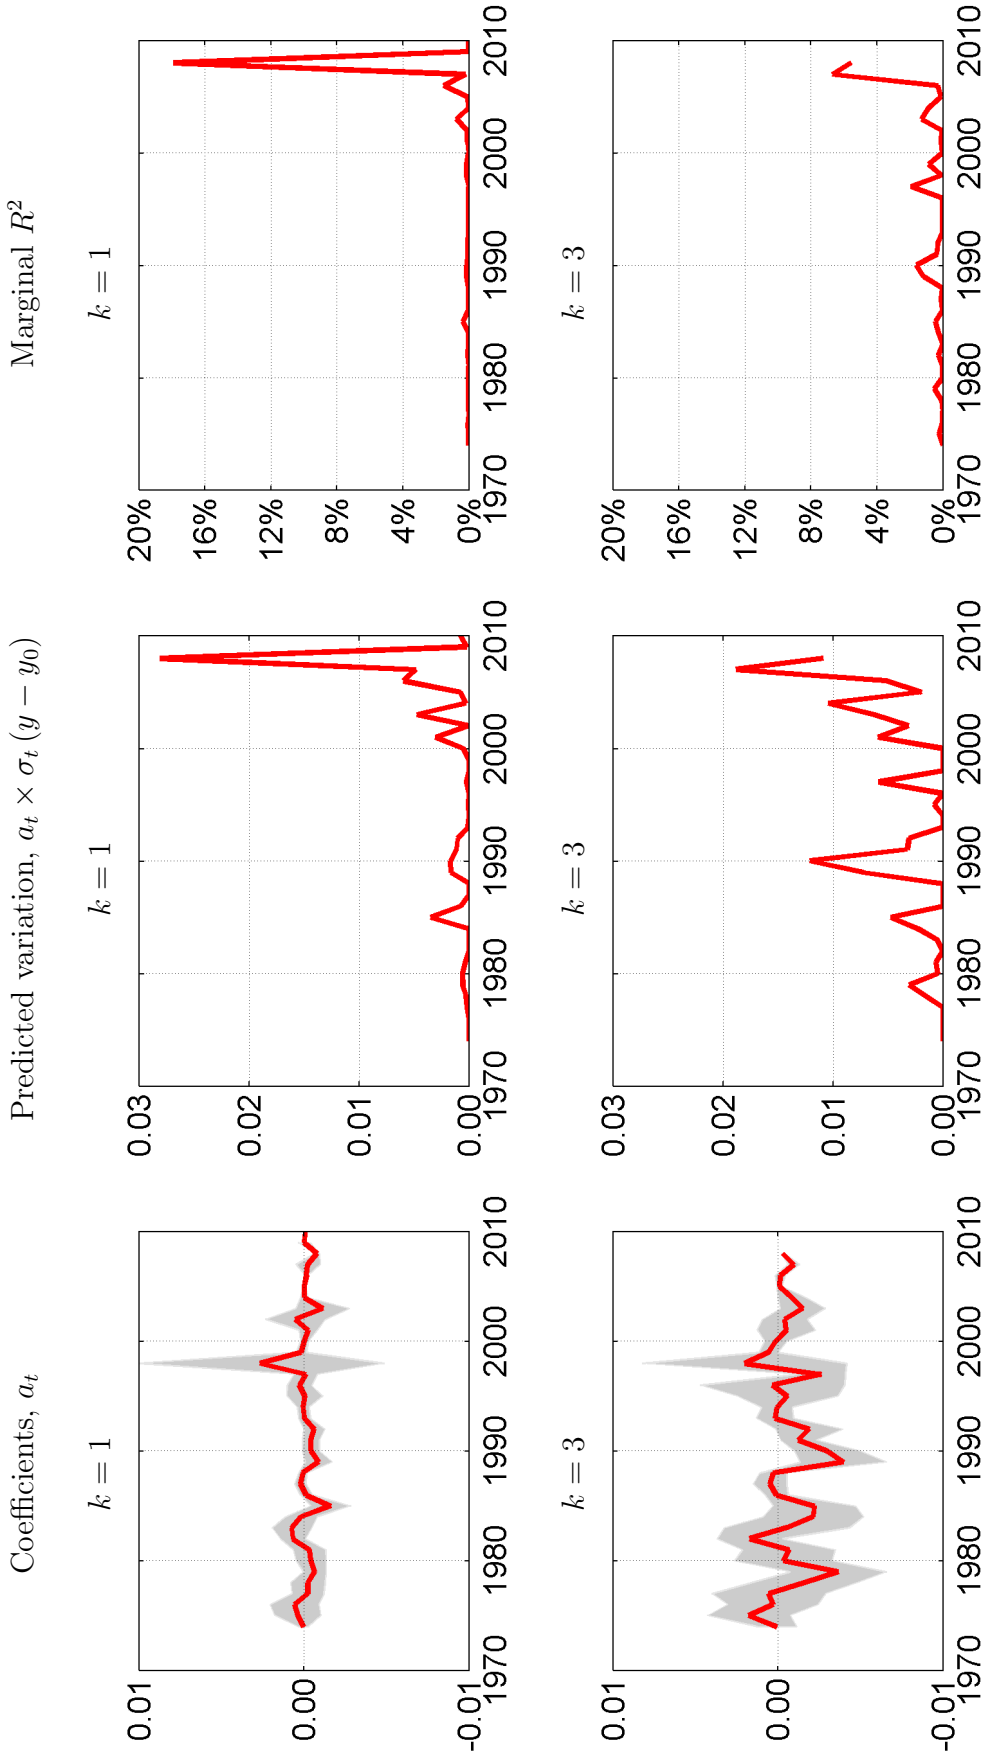 Coefficients, a_t
Predicted variation, a_t × σ_t (y − y_0)
Marginal R^2
k = 1
k = 1
k = 1
0.01
0.00
-0.01
1970 1980 1990 2000 2010
0.03
0.02
0.01
0.00
1970 1980 1990 2000 2010
20%
16%
12%
8%
4%
0%
1970 1980 1990 2000 2010
k = 3
k = 3
k = 3
0.01
0.00
-0.01
1970 1980 1990 2000 2010
0.03
0.02
0.01
0.00
1970 1980 1990 2000 2010
20%
16%
12%
8%
4%
0%
1970 1980 1990 2000 2010